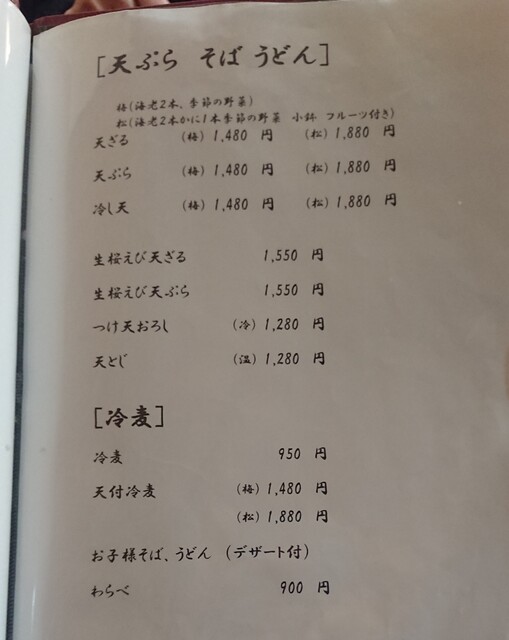 [天ぷら そば うどん]
梅(海老2本、季節の野菜)
松(海老2本かに1本季節の野菜 小鉢 フルーツ付き)
天ざる (梅) 1,480 円 (松) 1,880 円
天ぷら (梅) 1,480 円 (松) 1,880 円
冷し天 (梅) 1,480 円 (松) 1,880 円
生桜えび天ざる 1,550 円
生桜えび天ぷら 1,550 円
つけ天おろし (冷) 1,280 円
天とじ (温) 1,280 円
[冷麦]
冷麦 950 円
天付冷麦 (梅) 1,480 円
(松) 1,880 円
お子様そば、うどん (デザート付)
わらべ 900 円